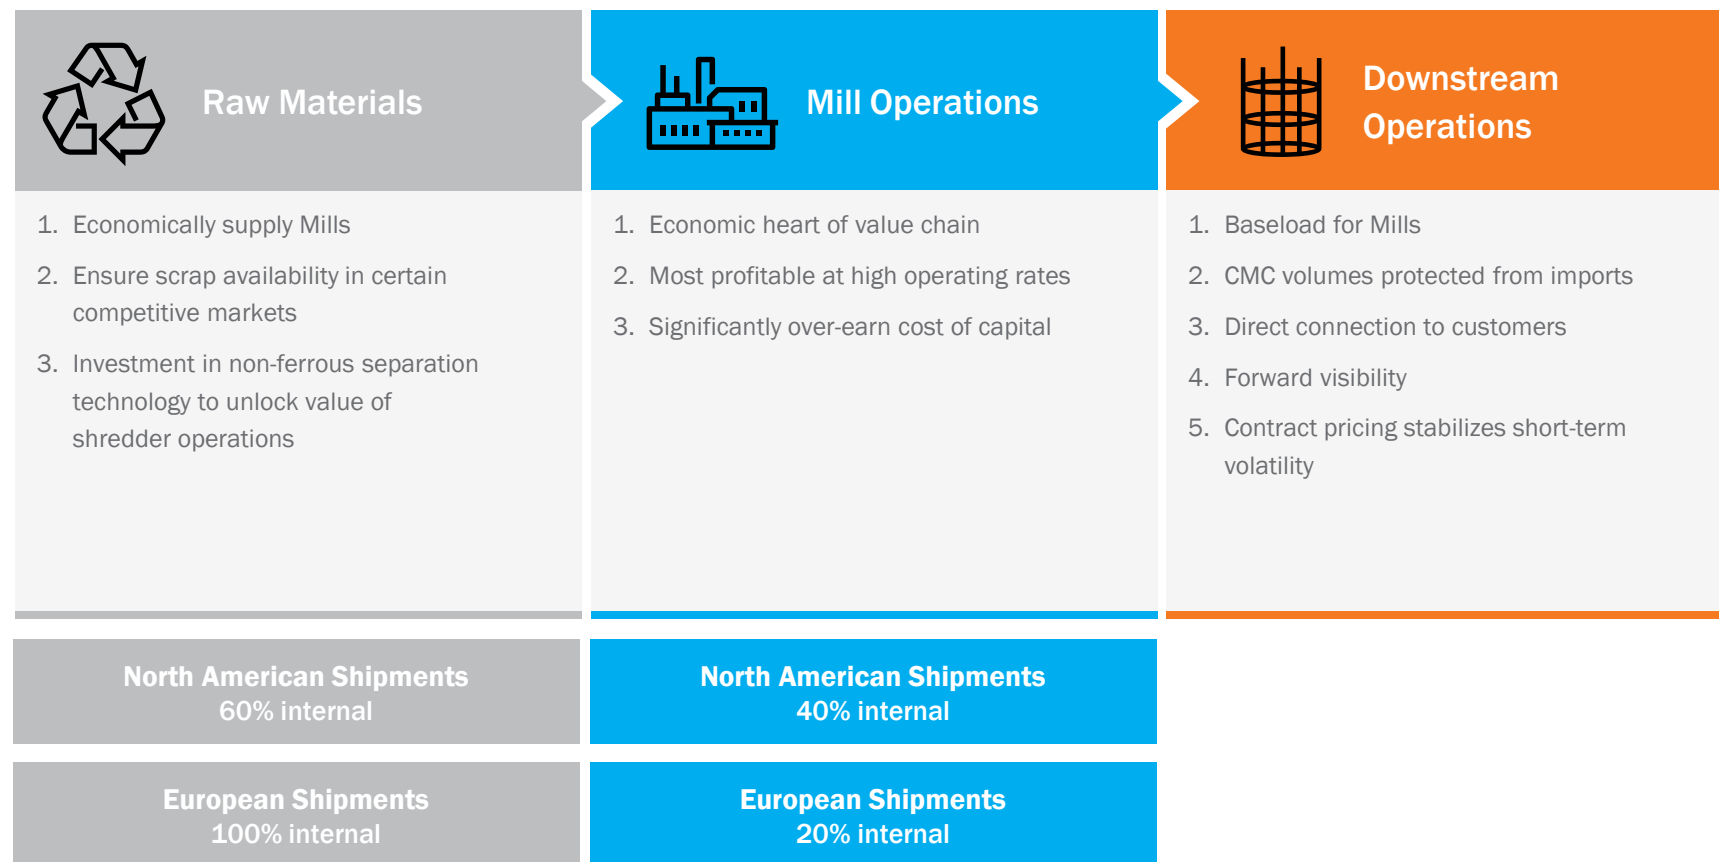 Raw Materials
1. Economically supply Mills
2. Ensure scrap availability in certain
competitive markets
3. Investment in non-ferrous separation
technology to unlock value of
shredder operations
North American Shipments
60% internal
European Shipments
100% internal
Mill Operations
1. Economic heart of value chain
2. Most profitable at high operating rates
3. Significantly over-earn cost of capital
North American Shipments
40% internal
European Shipments
20% internal
Downstream
Operations
1. Baseload for Mills
2. CMC volumes protected from imports
3. Direct connection to customers
4. Forward visibility
5. Contract pricing stabilizes short-term
volatility